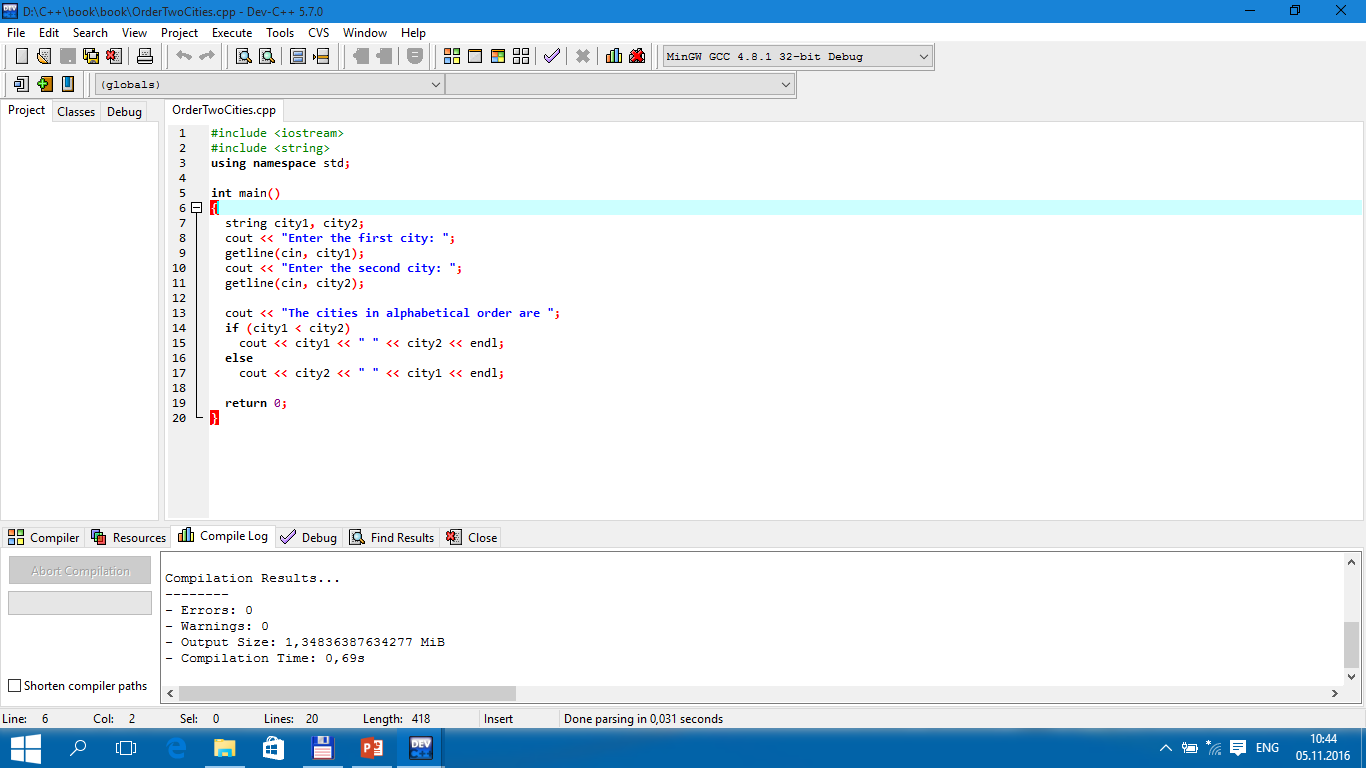 D:\C++\book\book\OrderTwoCities.cpp - Dev-C++ 5.7.0
File Edit Search View Project Execute Tools CVS Window Help
MinGW GCC 4.8.1 32-bit Debug
(globals)
Project Classes Debug OrderTwoCities.cpp
1 #include <iostream>
2 #include <string>
3 using namespace std;
4
5 int main()
6 {
7 string city1, city2;
8 cout << "Enter the first city: ";
9 getline(cin, city1);
10 cout << "Enter the second city: ";
11 getline(cin, city2);
12
13 cout << "The cities in alphabetical order are ";
14 if (city1 < city2)
15 cout << city1 << " " << city2 << endl;
16 else
17 cout << city2 << " " << city1 << endl;
18
19 return 0;
20 }
Compiler Resources Compile Log Debug Find Results Close
Abort Compilation
Compilation Results...
--------
- Errors: 0
- Warnings: 0
- Output Size: 1,34836387634277 MiB
- Compilation Time: 0,69s
Shorten compiler paths
Line: 6 Col: 2 Sel: 0 Lines: 20 Length: 418 Insert Done parsing in 0,031 seconds
DEV C++
ENG
10:44
05.11.2016